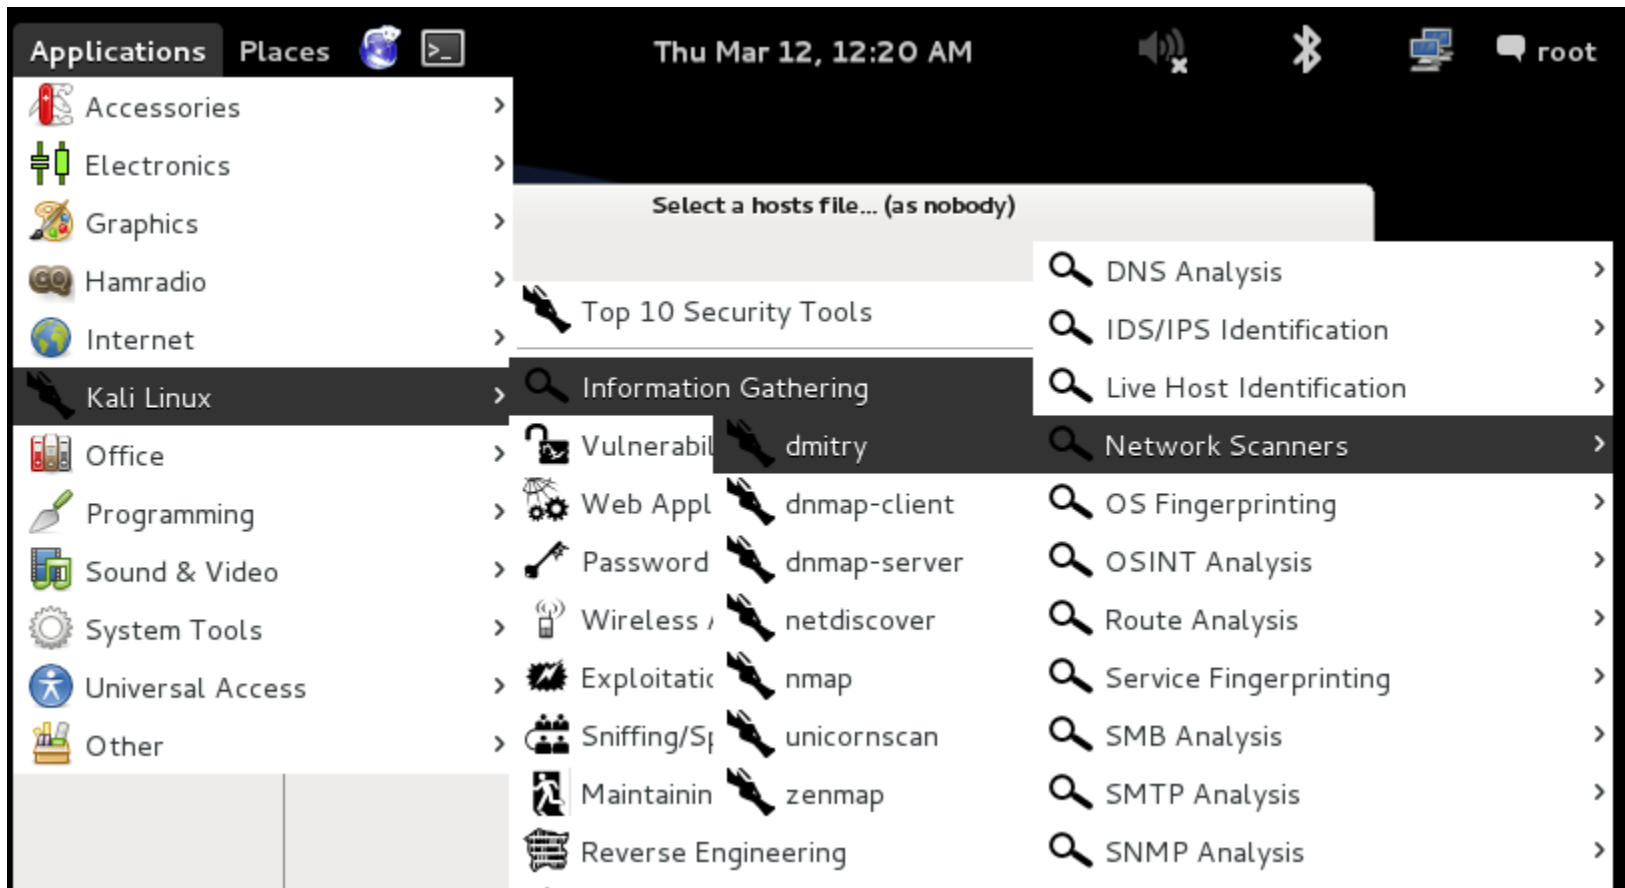 Applications Places Thu Mar 12, 12:20 AM root
Accessories
Electronics
Graphics
Hamradio
Internet
Kali Linux
Office
Programming
Sound & Video
System Tools
Universal Access
Other
Select a hosts file... (as nobody)
Top 10 Security Tools
Information Gathering
Vulnerabil
Web Appl
Password
Wireless
Exploitatio
Sniffing/Sp
Maintainin
Reverse Engineering
dmitry
dnmap-client
dnmap-server
netdiscover
nmap
unicornscan
zenmap
DNS Analysis
IDS/IPS Identification
Live Host Identification
Network Scanners
OS Fingerprinting
OSINT Analysis
Route Analysis
Service Fingerprinting
SMB Analysis
SMTP Analysis
SNMP Analysis